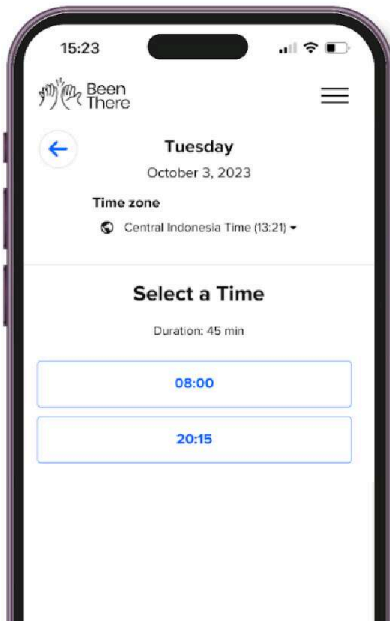 15:23
Been
There
Tuesday
October 3, 2023
Time zone
Central Indonesia Time (13:21)
Select a Time
Duration: 45 min
08:00
20:15